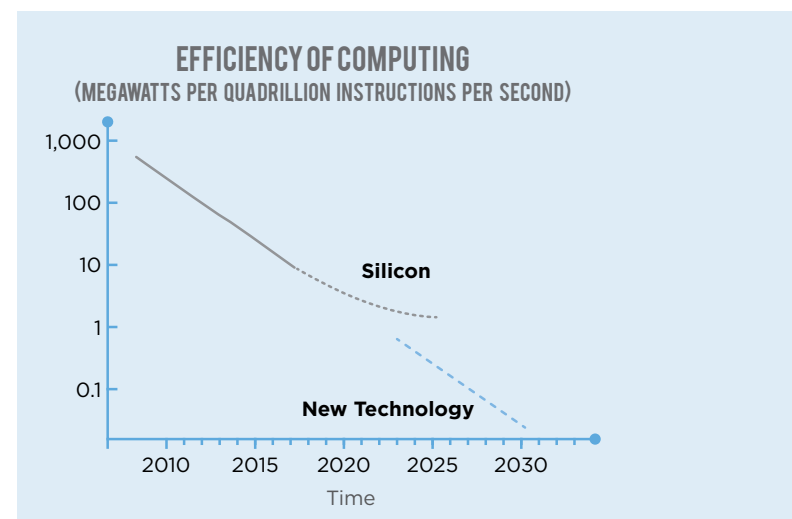 EFFICIENCY OF COMPUTING
(MEGAWATTS PER QUADRILLION INSTRUCTIONS PER SECOND)
1,000
100
10
Silicon
1
0.1
New Technology
2010 2015 2020 2025 2030
Time